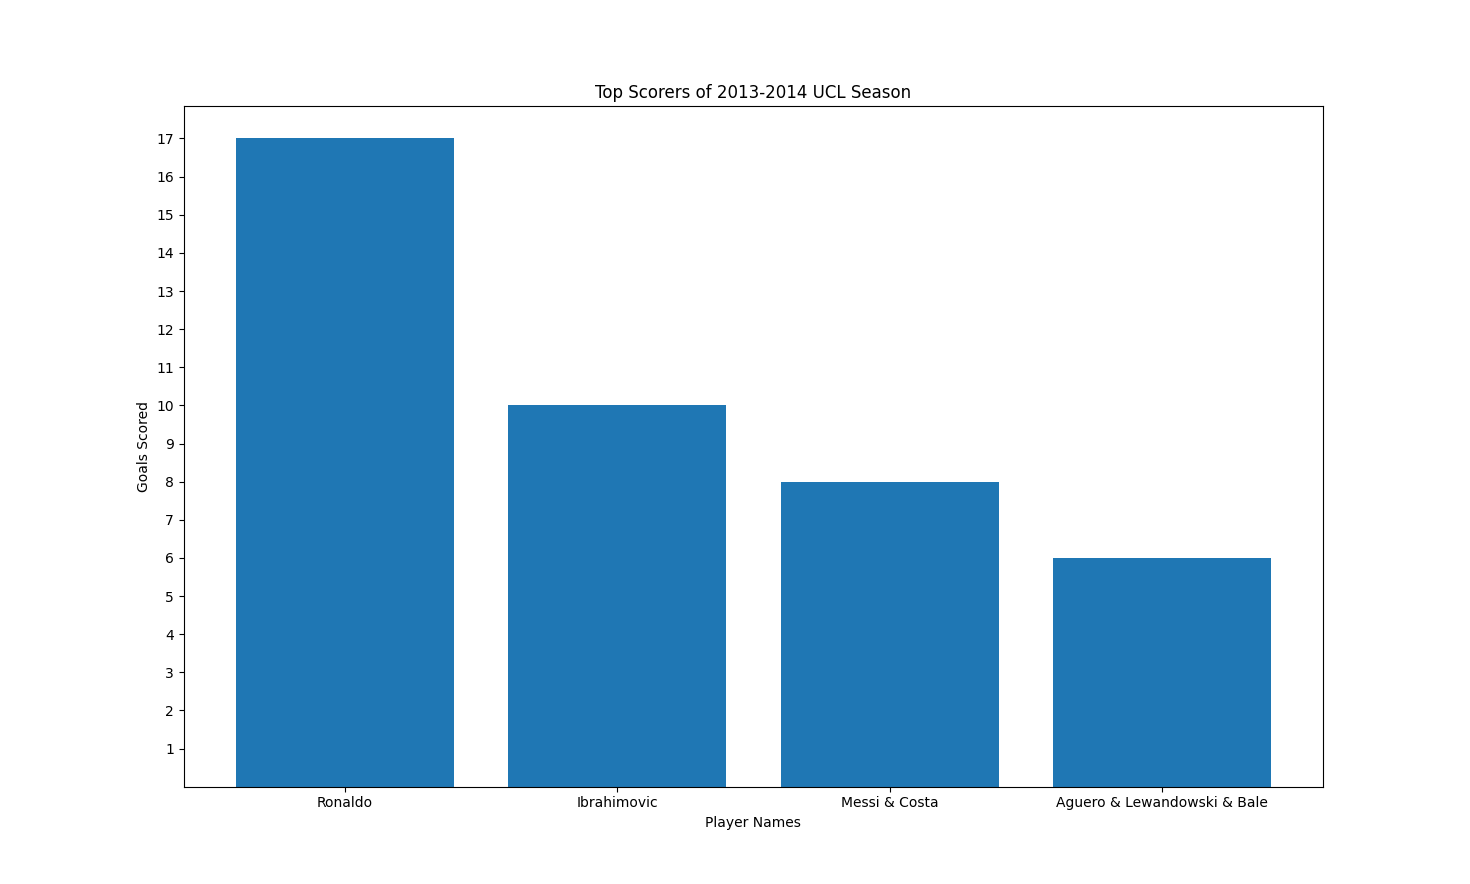 Top Scorers of 2013-2014 UCL Season
Goals Scored
17
16
15
14
13
12
11
10
9
8
7
6
5
4
3
2
1
Ronaldo
Ibrahimovic
Messi & Costa
Aguero & Lewandowski & Bale
Player Names